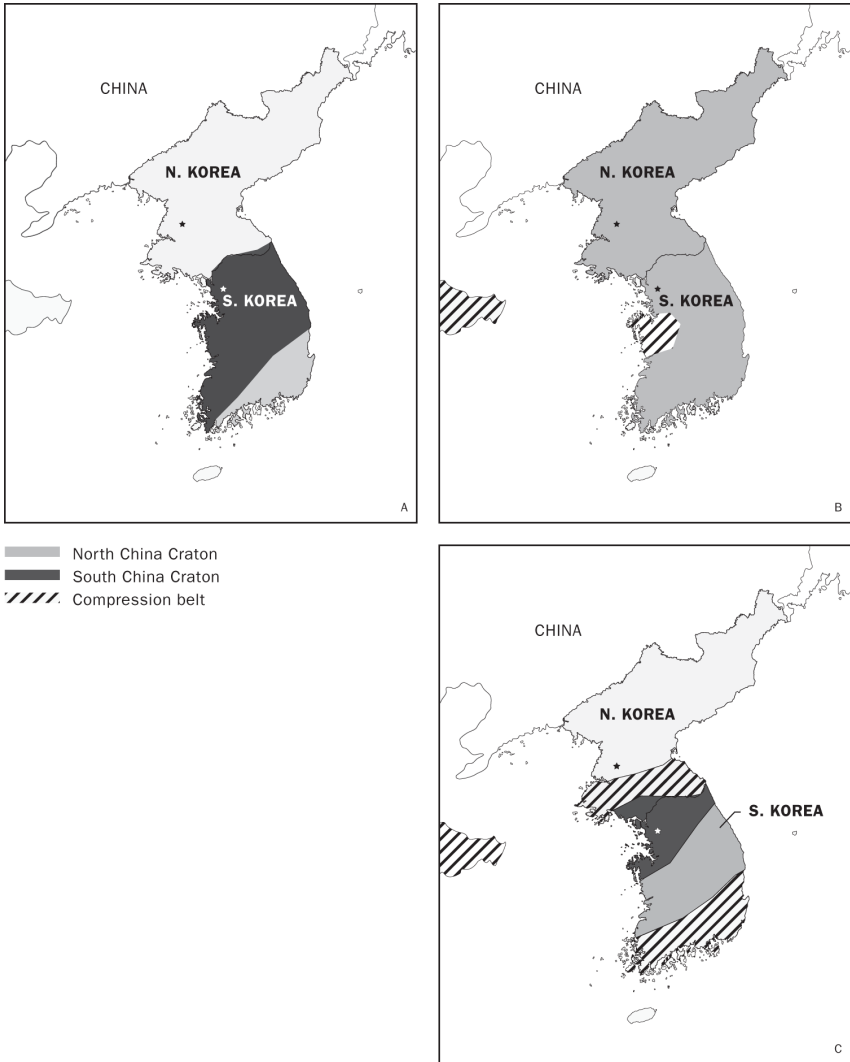 CHINA
N. KOREA
S. KOREA
A
CHINA
N. KOREA
S. KOREA
B
North China Craton
South China Craton
Compression belt
CHINA
N. KOREA
S. KOREA
C